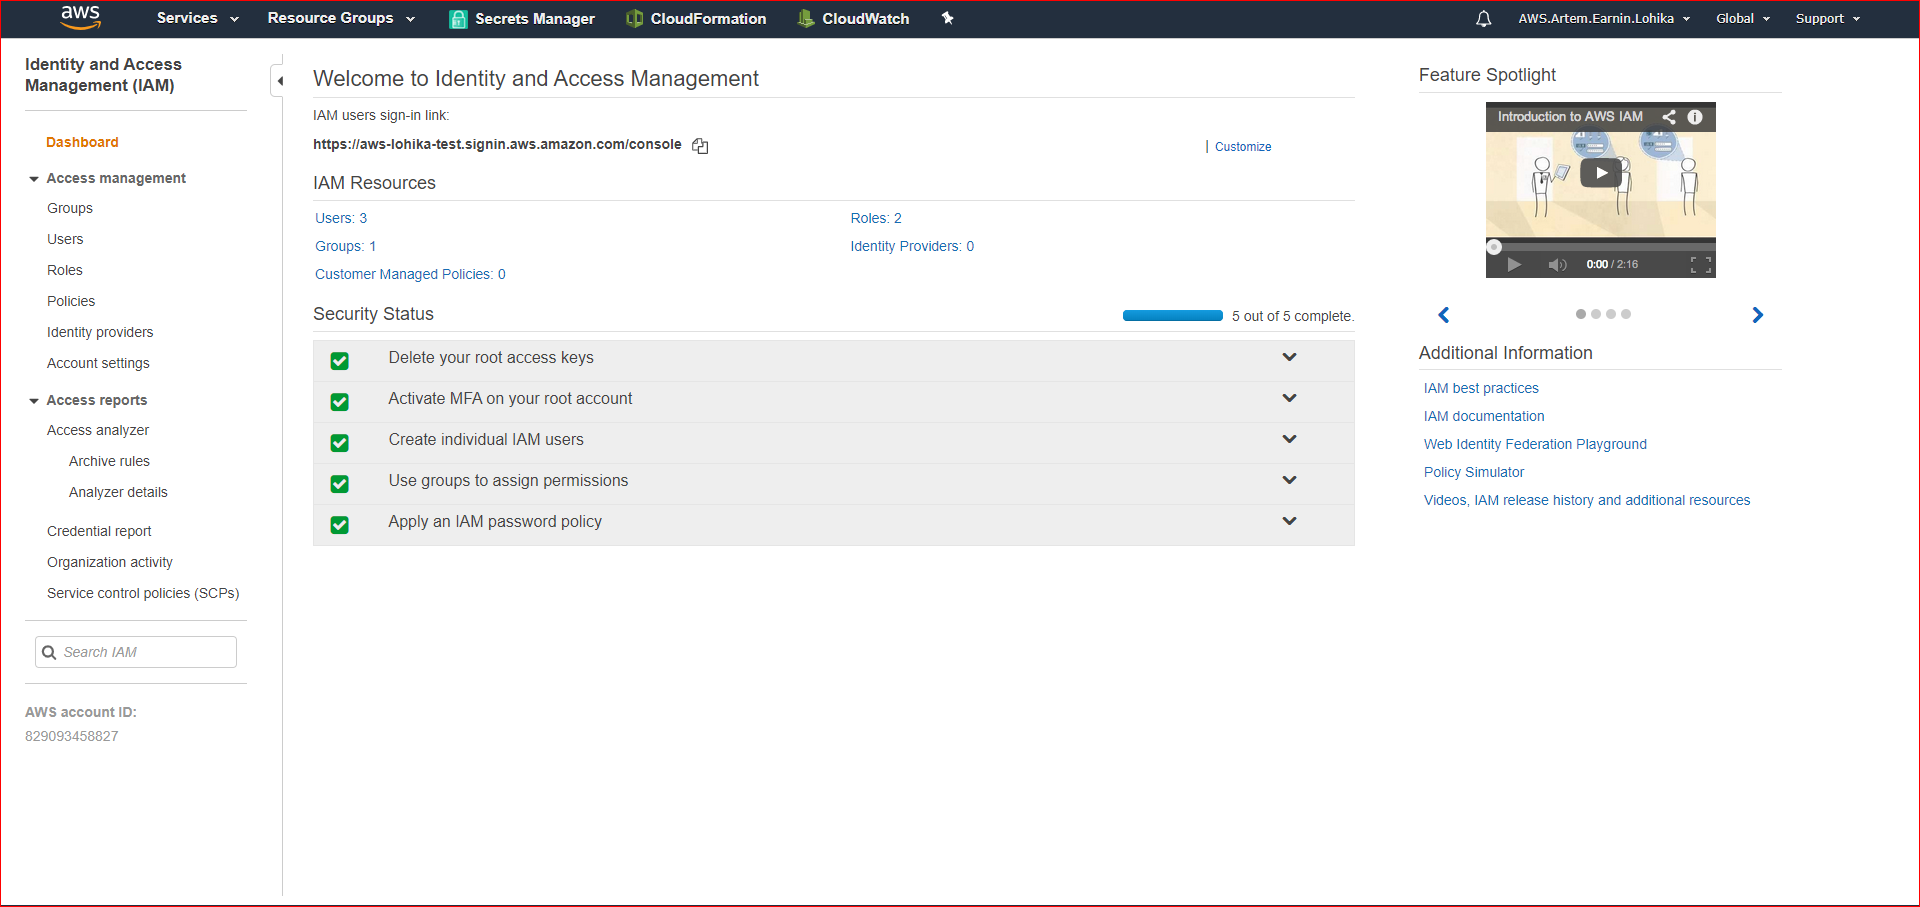 aws
Services
Resource Groups
Secrets Manager
CloudFormation
CloudWatch
AWS.Artem.Earnin.Lohika
Global
Support
Identity and Access
Management (IAM)
Dashboard
Access management
Groups
Users
Roles
Policies
Identity providers
Account settings
Access reports
Access analyzer
Archive rules
Analyzer details
Credential report
Organization activity
Service control policies (SCPs)
Search IAM
AWS account ID:
829093458827
Welcome to Identity and Access Management
IAM users sign-in link:
https://aws-lohika-test.signin.aws.amazon.com/console
| Customize
IAM Resources
Users: 3
Roles: 2
Groups: 1
Identity Providers: 0
Customer Managed Policies: 0
Security Status
5 out of 5 complete.
Delete your root access keys
Activate MFA on your root account
Create individual IAM users
Use groups to assign permissions
Apply an IAM password policy
Feature Spotlight
Introduction to AWS IAM
0:00 / 2:16
Additional Information
IAM best practices
IAM documentation
Web Identity Federation Playground
Policy Simulator
Videos, IAM release history and additional resources